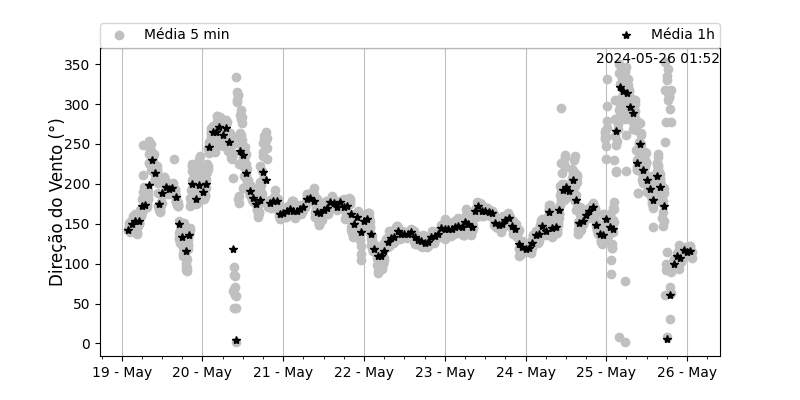 Média 5 min
Média 1h
2024-05-26 01:52
Direção do Vento (°)
350
300
250
200
150
100
50
0
19 - May
20 - May
21 - May
22 - May
23 - May
24 - May
25 - May
26 - May